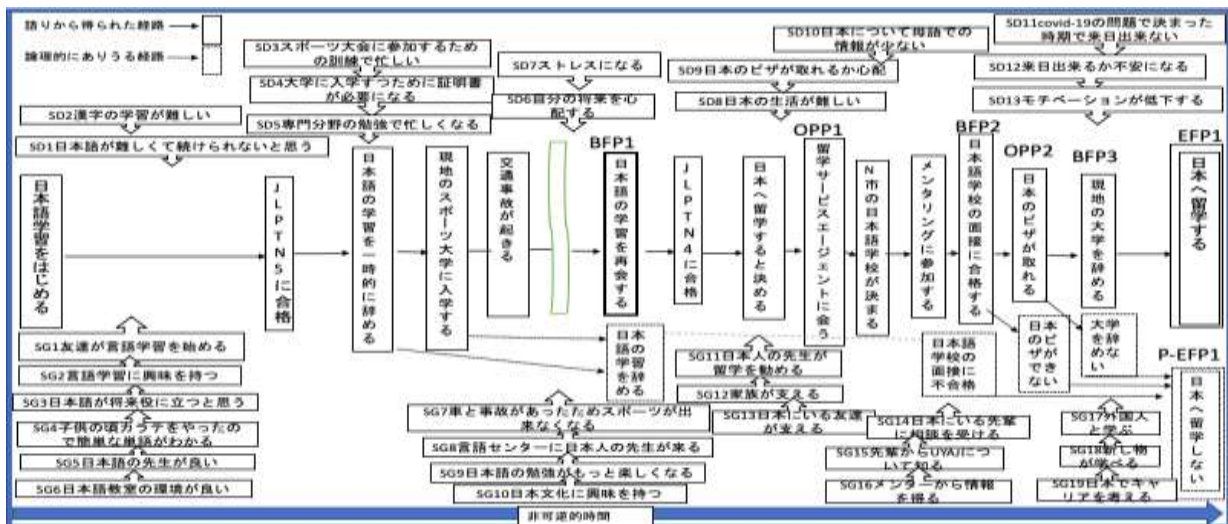 語りから得られた経路
論理的にありうる経路
SD3スポーツ大会に参加するため
の訓練で忙しい
SD4大学に入学すつために証明書
が必要になる
SD5専門分野の勉強で忙しくなる
SD2漢字の学習が難しい
SD1日本語が難しくて続けられないと思う
SD7ストレスになる
SD6自分の将来を心
配する
SD10日本について母語での
情報が少ない
SD9日本のビザが取れるか心配
SD8日本の生活が難しい
SD11covid-19の問題で決まった
時期で来日出来ない
SD12来日出来るか不安になる
SD13モチベーションが低下する
BFP1
OPP1
BFP2
OPP2
BFP3
EFP1
日本語学習をはじめる
JLPTN5に合格
日本語の学習を一時的に辞める
現地のスポーツ大学に入学する
交通事故が起きる
日本語の学習を再会する
JLPTN4に合格
日本へ留学すると決める
留学サービスエージェントに会う
N市の日本語学校が決まる
メンタリングに参加する
日本語学校の面接に合格する
日本のビザが取れる
現地の大学を辞める
日本へ留学する
日本語の学習を辞める
日本語
学校の
面接に
不合格
日本
のビザが
できない
大学を辞めない
P-EFP1
日本へ留学しない
SG1友達が言語学習を始める
SG2言語学習に興味を持つ
SG3日本語が将来役に立つと思う
SG4子供の頃カラテをやったの
で簡単な単語がわかる
SG5日本語の先生が良い
SG6日本語教室の環境が良い
SG7車と事故があったためスポーツが出
来なくなる
SG8言語センターに日本人の先生が来る
SG9日本語の勉強がもっと楽しくなる
SG10日本文化に興味を持つ
SG11日本人の先生が
留学を勧める
SG12家族が支える
SG13日本にいる友達
が支える
SG14日本にいる先輩
に相談を受ける
SG15先輩からUYAJにつ
いて知る
SG16メンターから情報
を得る
SG17外国人
と学ぶ
SG18新し物
が学べる
SG19日本でキャ
リアを考える
非可逆的時間